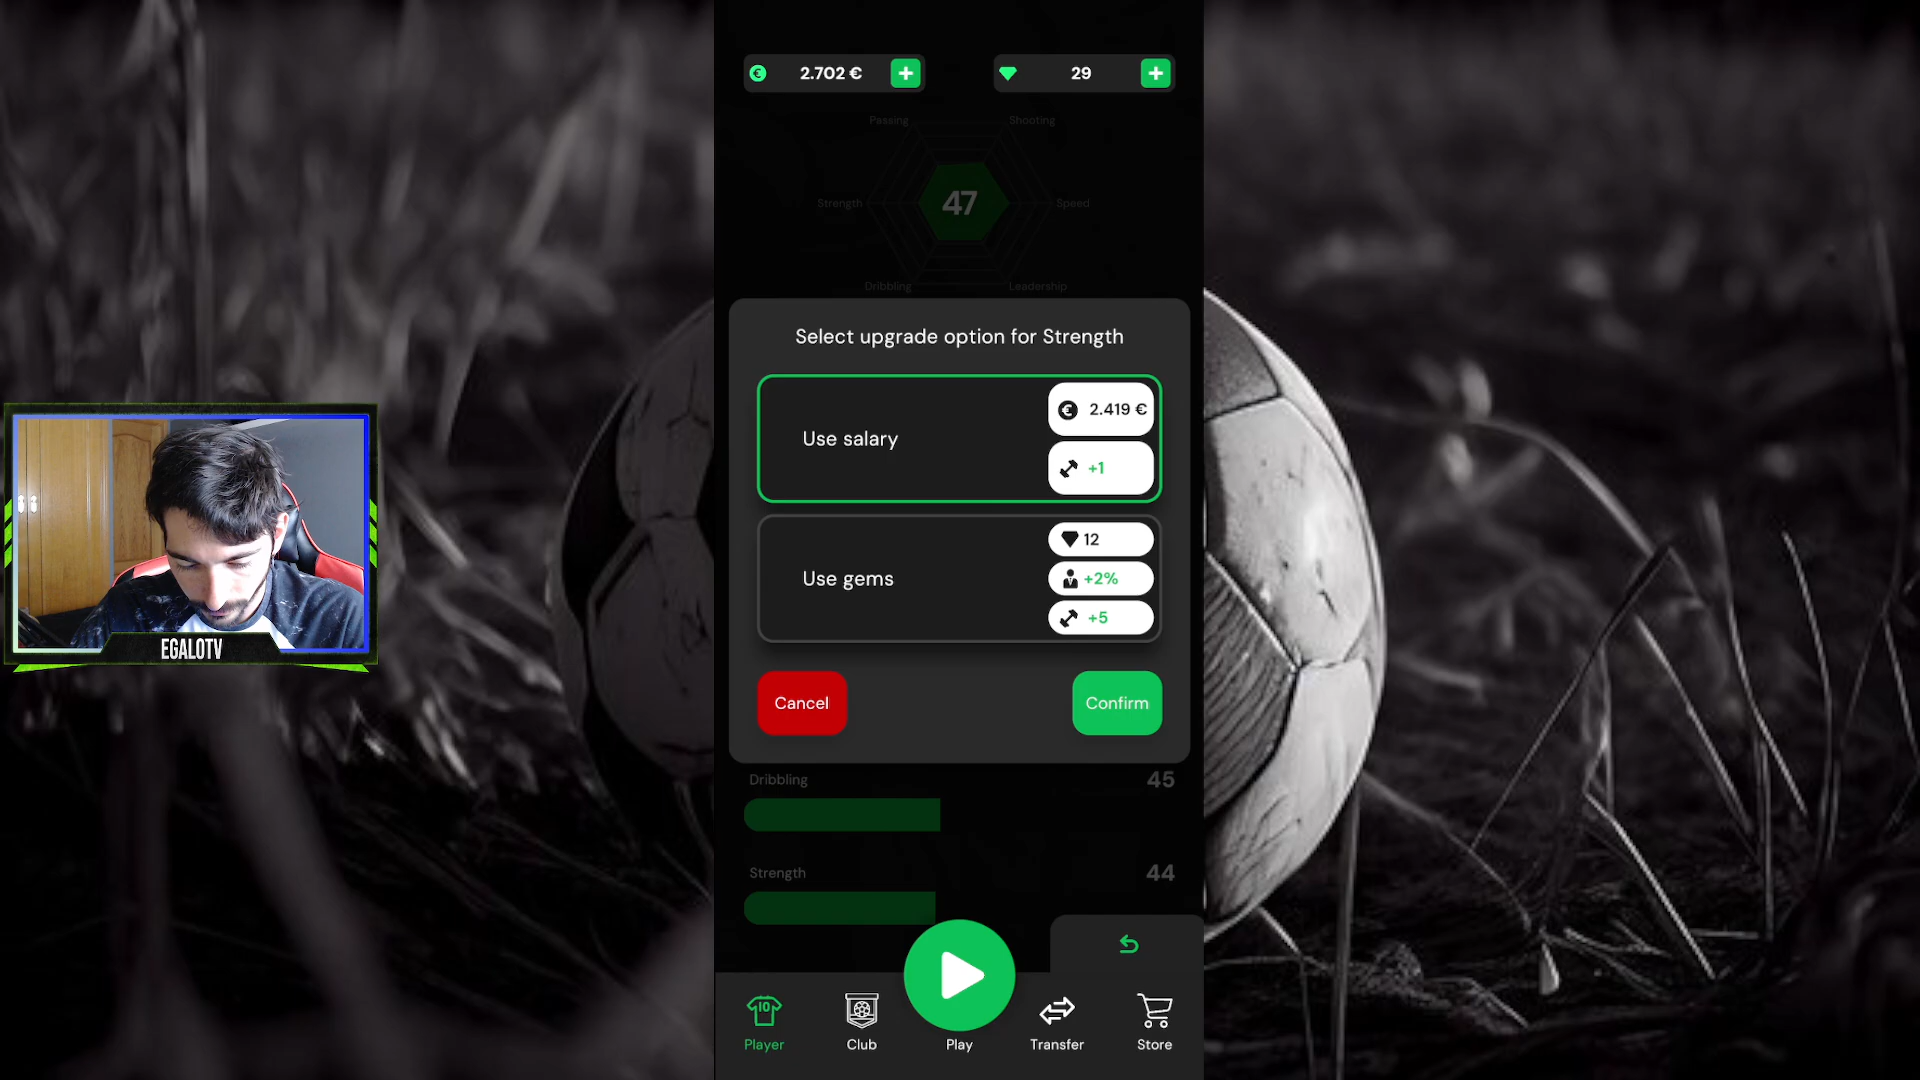 2.702 €
29
Passing
Shooting
Strength
47
Speed
Dribbling
Leadership
Select upgrade option for Strength
Use salary
2.419 €
+1
Use gems
12
+2%
+5
Cancel
Confirm
Dribbling
45
Strength
44
EGALOTV
10
Player
Club
Play
Transfer
Store